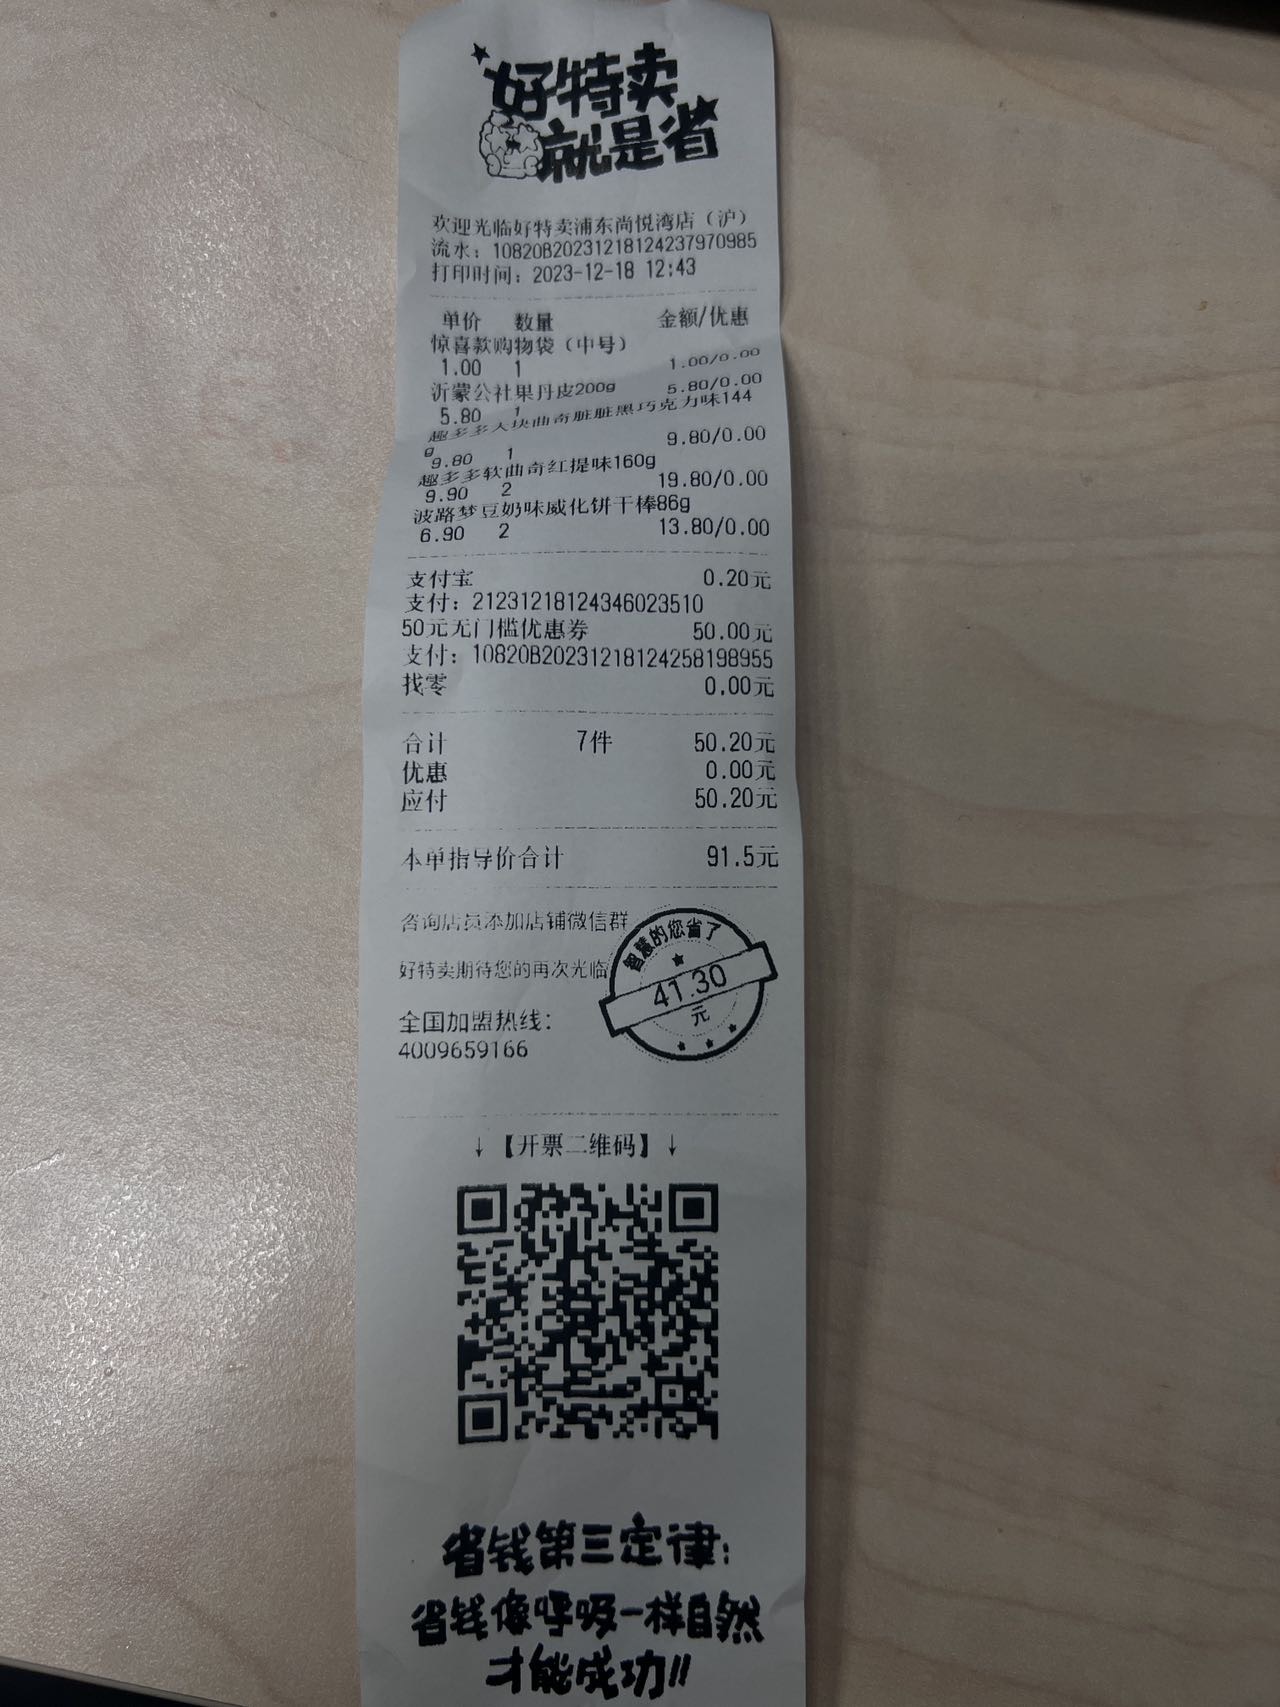 好特卖
就是省
欢迎光临好特卖浦东尚悦湾店（沪）
流水：10820B20231218124237970985
打印时间：2023-12-18 12:43
单价 数量 金额/优惠
惊喜款购物袋（中号）
1.00 1 1.00/0.00
沂蒙公社果丹皮200g
5.80 1 5.80/0.00
趣多多大块曲奇脏脏黑巧克力味144
g
9.80 1 9.80/0.00
趣多多软曲奇红提味160g
9.90 2 19.80/0.00
波路梦豆奶味威化饼干棒86g
6.90 2 13.80/0.00
支付宝 0.20元
支付：21231218124346023510
50元无门槛优惠券 50.00元
支付：10820B20231218124258198955
找零 0.00元
合计 7件 50.20元
优惠 0.00元
应付 50.20元
本单指导价合计 91.5元
咨询店员添加店铺微信群
好特卖期待您的再次光临
智慧的您省了
41.30
元
全国加盟热线：
4009659166
↓【开票二维码】↓
省钱第三定律：
省钱像呼吸一样自然
才能成功!!